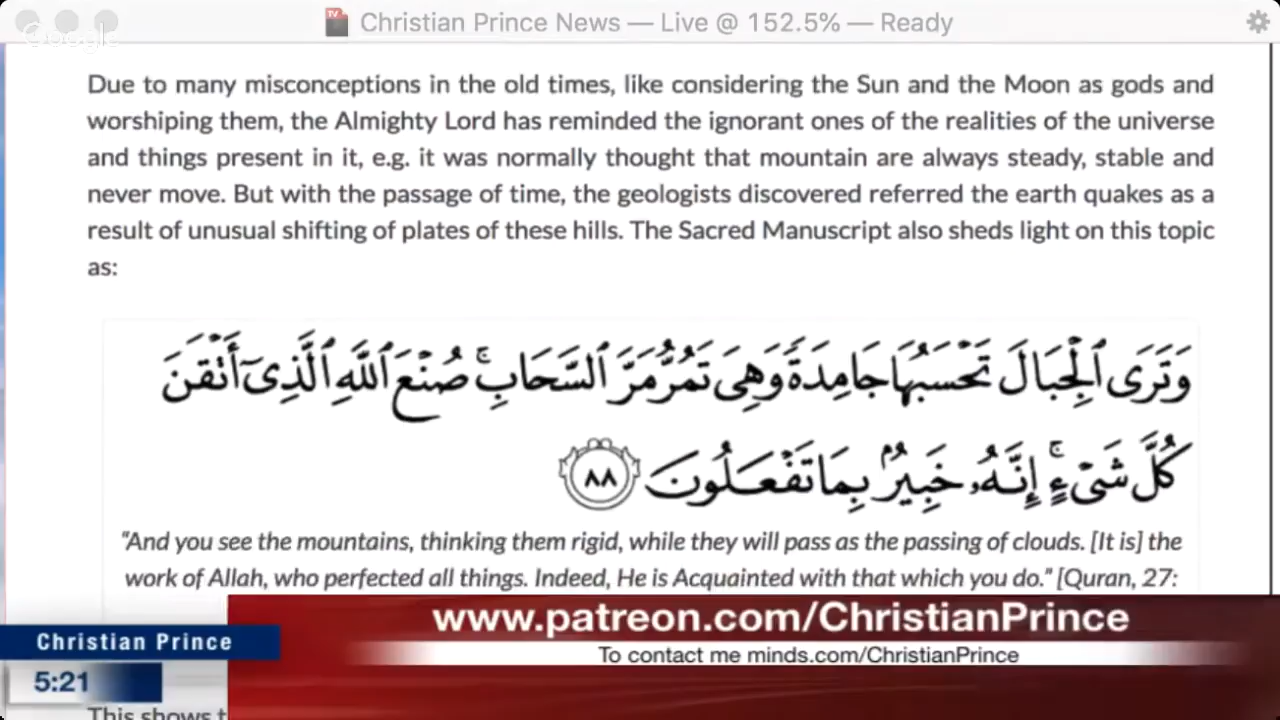 Christian Prince News — Live @ 152.5% — Ready
Google
Due to many misconceptions in the old times, like considering the Sun and the Moon as gods and
worshiping them, the Almighty Lord has reminded the ignorant ones of the realities of the universe
and things present in it, e.g. it was normally thought that mountain are always steady, stable and
never move. But with the passage of time, the geologists discovered referred the earth quakes as a
result of unusual shifting of plates of these hills. The Sacred Manuscript also sheds light on this topic
as:
وَتَرَى ٱلْجِبَالَ تَحْسَبُهَا جَامِدَةً وَهِىَ تَمُرُّ مَرَّ ٱلسَّحَابِ ۚ صُنْعَ ٱللَّهِ ٱلَّذِىٓ أَتْقَنَ
كُلَّ شَىْءٍ ۚ إِنَّهُۥ خَبِيرٌۢ بِمَا تَفْعَلُونَ ٨٨
“And you see the mountains, thinking them rigid, while they will pass as the passing of clouds. [It is] the
work of Allah, who perfected all things. Indeed, He is Acquainted with that which you do.” [Quran, 27:
www.patreon.com/ChristianPrince
Christian Prince
To contact me minds.com/ChristianPrince
5:21
This shows t